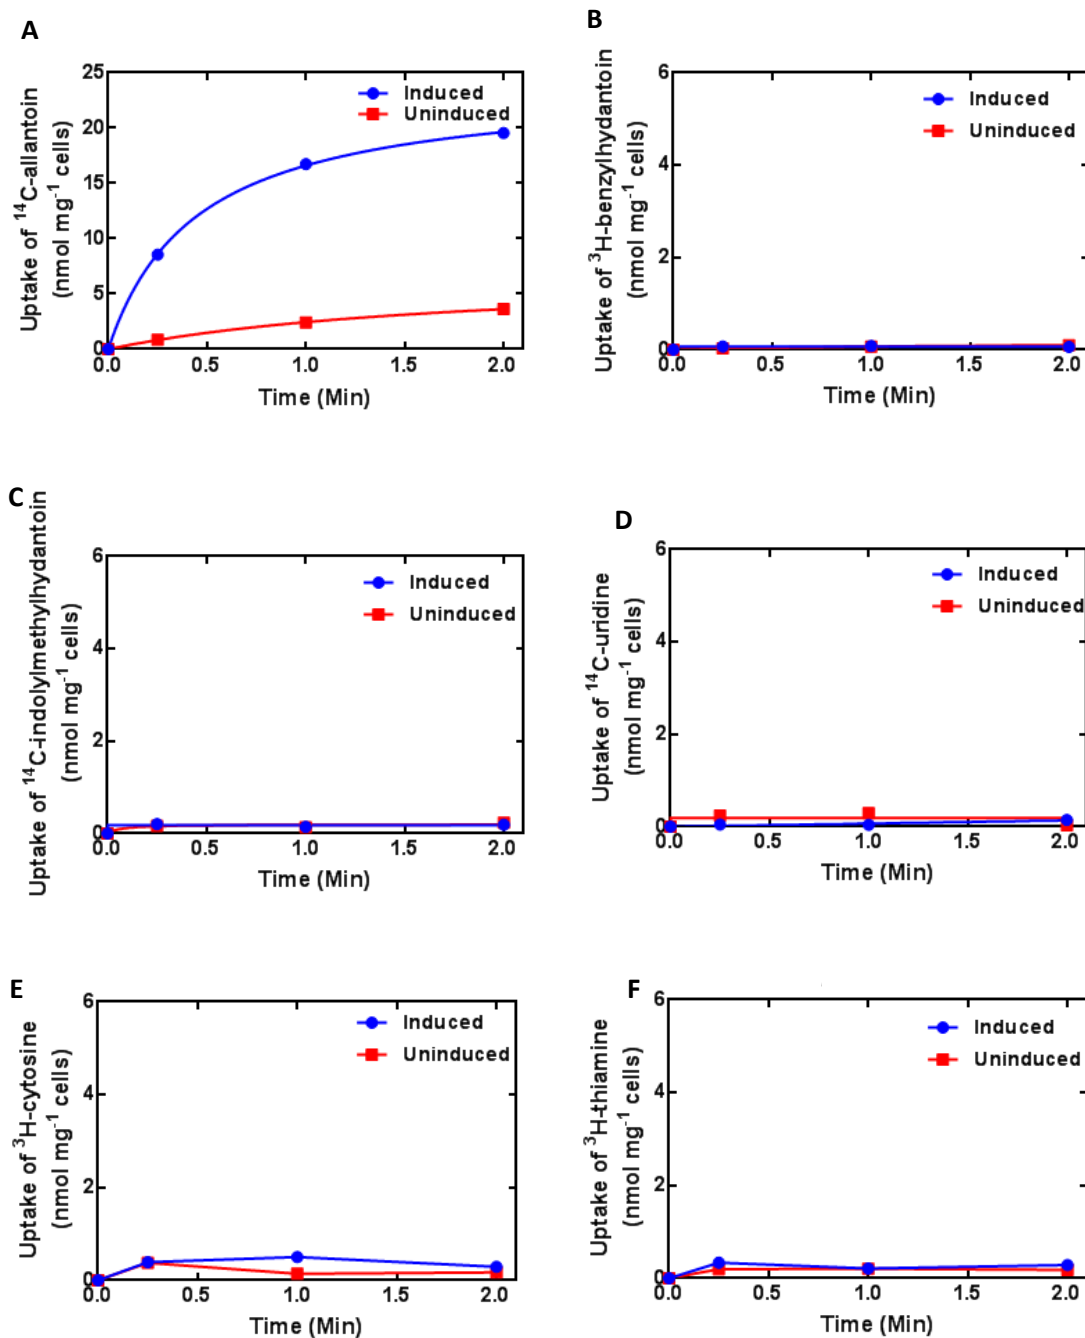 A
Uptake of ¹⁴C-allantoin
(nmol mg⁻¹ cells)
25
20
15
10
5
0
0.0 0.5 1.0 1.5 2.0
Time (Min)
Induced
Uninduced
B
Uptake of ³H-benzylhydantoin
(nmol mg⁻¹ cells)
6
4
2
0
0.0 0.5 1.0 1.5 2.0
Time (Min)
Induced
Uninduced
C
Uptake of ¹⁴C-indolylmethylhydantoin
(nmol mg⁻¹ cells)
6
4
2
0
0.0 0.5 1.0 1.5 2.0
Time (Min)
Induced
Uninduced
D
Uptake of ¹⁴C-uridine
(nmol mg⁻¹ cells)
6
4
2
0
0.0 0.5 1.0 1.5 2.0
Time (Min)
Induced
Uninduced
E
Uptake of ³H-cytosine
(nmol mg⁻¹ cells)
6
4
2
0
0.0 0.5 1.0 1.5 2.0
Time (Min)
Induced
Uninduced
F
Uptake of ³H-thiamine
(nmol mg⁻¹ cells)
6
4
2
0
0.0 0.5 1.0 1.5 2.0
Time (Min)
Induced
Uninduced